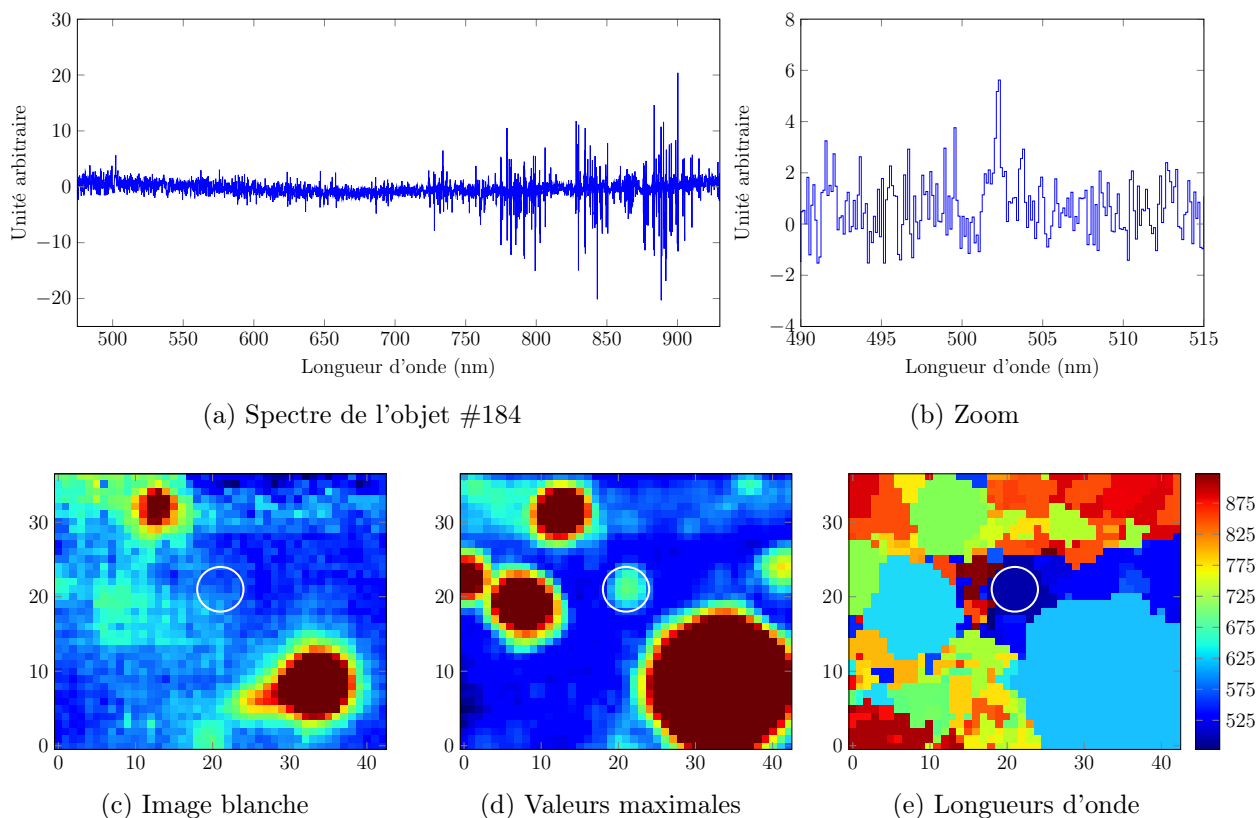 30
20
10
0
−10
−20
500 550 600 650 700 750 800 850 900
Longueur d'onde (nm)
Unité arbitraire
(a) Spectre de l'objet #184
8
6
4
2
0
−2
−4
490 495 500 505 510 515
Longueur d'onde (nm)
Unité arbitraire
(b) Zoom
30
20
10
0
0 10 20 30 40
(c) Image blanche
30
20
10
0
0 10 20 30 40
(d) Valeurs maximales
30
20
10
0
0 10 20 30 40
875
825
775
725
675
625
575
525
(e) Longueurs d'onde